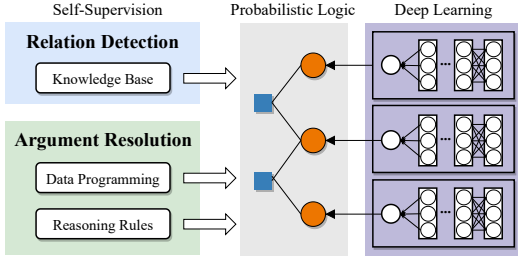 Self-Supervision
Probabilistic Logic
Deep Learning
Relation Detection
Knowledge Base
Argument Resolution
Data Programming
Reasoning Rules